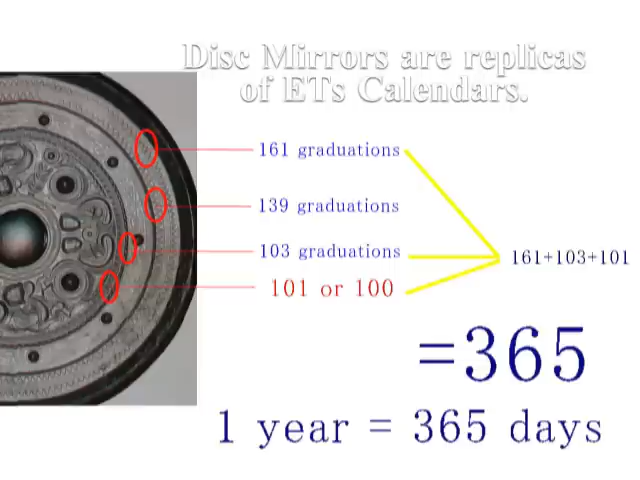 Disc Mirrors are replicas
of ETs Calendars.
161 graduations
139 graduations
103 graduations
101 or 100
161+103+101
=365
1 year = 365 days